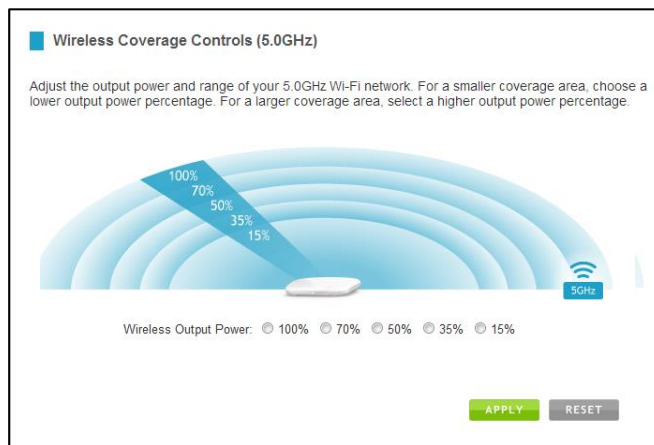 Wireless Coverage Controls (5.0GHz)
Adjust the output power and range of your 5.0GHz Wi-Fi network. For a smaller coverage area, choose a
lower output power percentage. For a larger coverage area, select a higher output power percentage.
100%
70%
50%
35%
15%
5GHz
Wireless Output Power: 100% 70% 50% 35% 15%
APPLY RESET